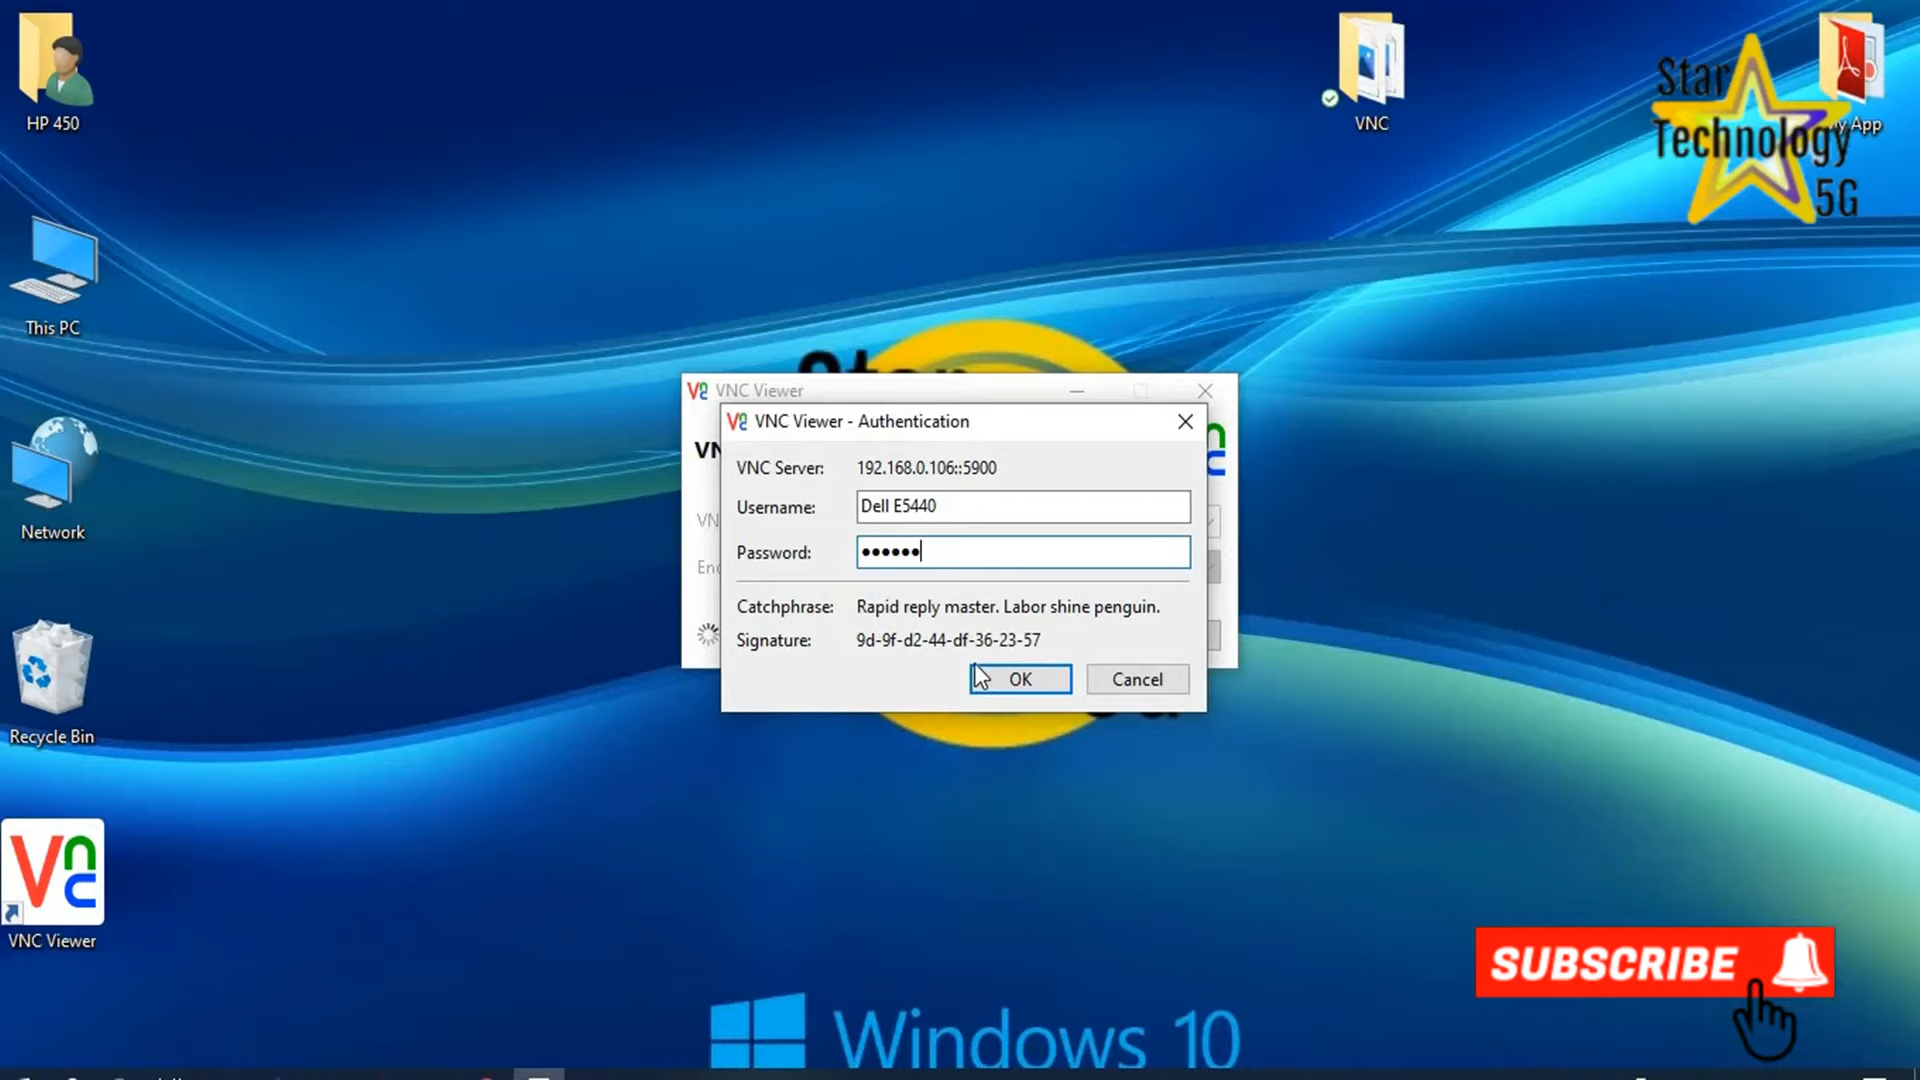 HP 450
VNC
My App
Star
Technology
5G
This PC
Network
Recycle Bin
VNC Viewer
VNC Viewer
VNC Viewer - Authentication
VNC Server: 192.168.0.106::5900
Username: Dell E5440
Password: ••••••
Catchphrase: Rapid reply master. Labor shine penguin.
Signature: 9d-9f-d2-44-df-36-23-57
OK Cancel
SUBSCRIBE
Windows 10